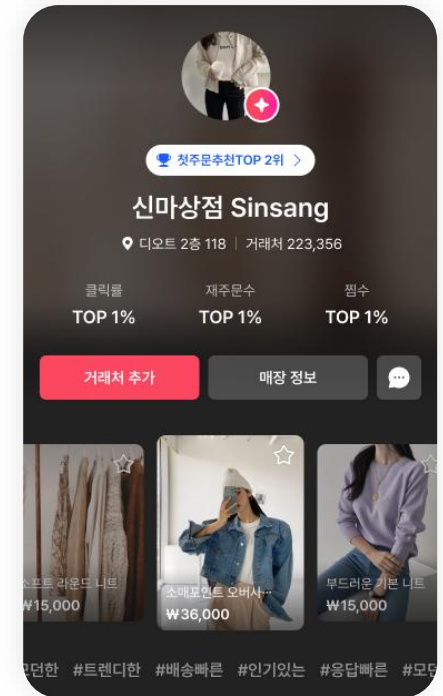 첫주문추천TOP 2위 >
신마상점 Sinsang
디오트 2층 118 | 거래처 223,356
클릭률 재주문수 찜수
TOP 1% TOP 1% TOP 1%
거래처 추가 매장 정보
소프트 라운드 니트 소매포인트 오버사… 부드러운 기본 니트
₩15,000 ₩36,000 ₩15,000
#트렌디한 #배송빠른 #인기있는 #응답빠른